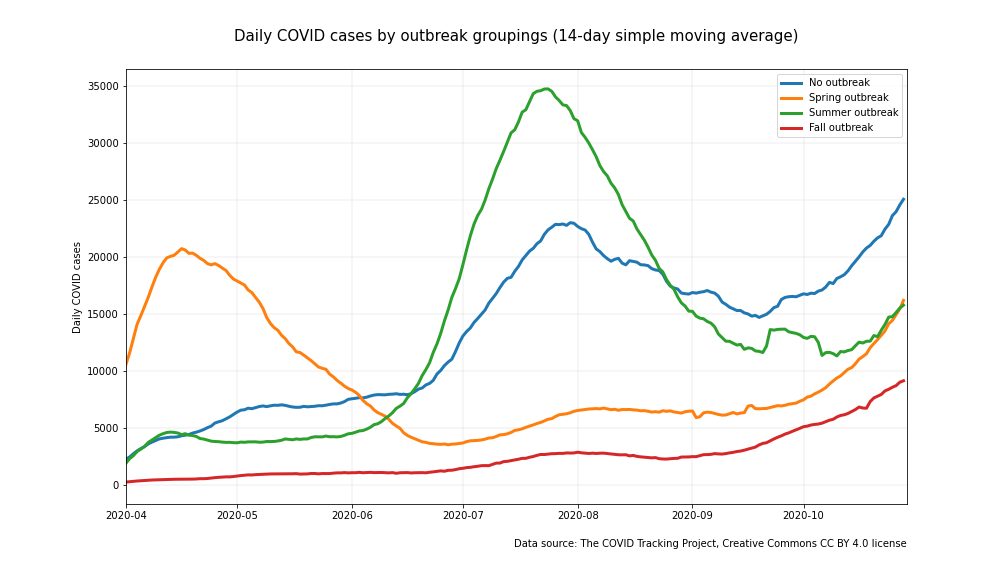 Daily COVID cases by outbreak groupings (14-day simple moving average)
No outbreak
Spring outbreak
Summer outbreak
Fall outbreak
Daily COVID cases
35000
30000
25000
20000
15000
10000
5000
0
2020-04 2020-05 2020-06 2020-07 2020-08 2020-09 2020-10
Data source: The COVID Tracking Project, Creative Commons CC BY 4.0 license